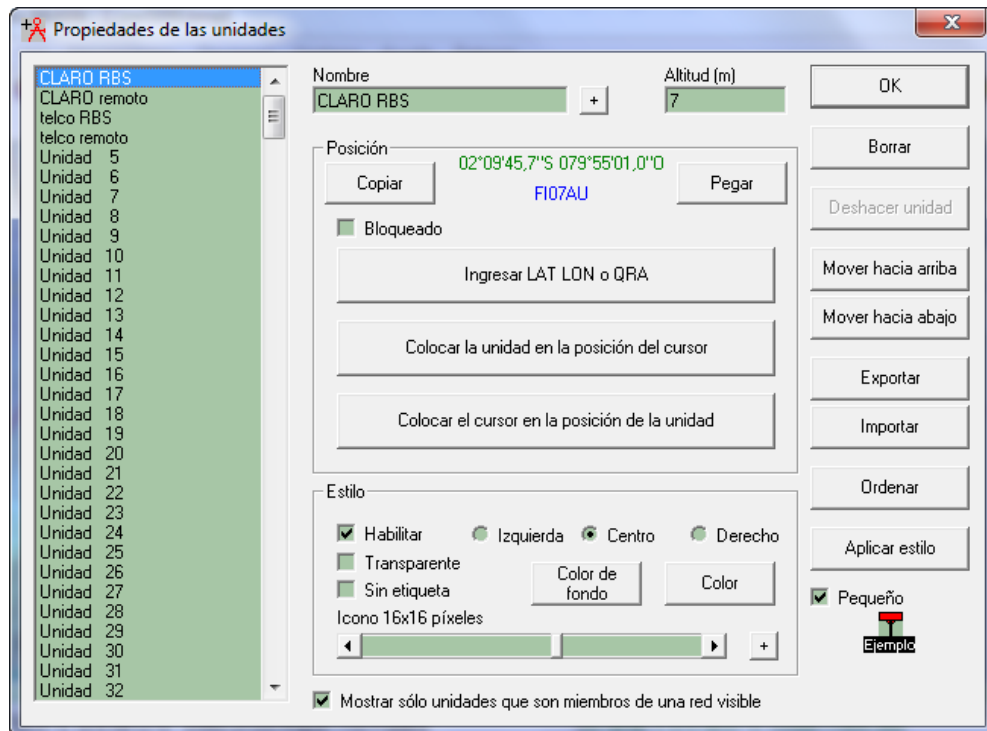 Propiedades de las unidades
CLARO RBS
CLARO remoto
telco RBS
telco remoto
Unidad 5
Unidad 6
Unidad 7
Unidad 8
Unidad 9
Unidad 10
Unidad 11
Unidad 12
Unidad 13
Unidad 14
Unidad 15
Unidad 16
Unidad 17
Unidad 18
Unidad 19
Unidad 20
Unidad 21
Unidad 22
Unidad 23
Unidad 24
Unidad 25
Unidad 26
Unidad 27
Unidad 28
Unidad 29
Unidad 30
Unidad 31
Unidad 32
Nombre
CLARO RBS
+
Altitud (m)
7
Posición
Copiar
02°09'45,7"S 079°55'01,0"O
FI07AU
Pegar
Bloqueado
Ingresar LAT LON o QRA
Colocar la unidad en la posición del cursor
Colocar el cursor en la posición de la unidad
Estilo
Habilitar
Izquierda
Centro
Derecho
Transparente
Sin etiqueta
Color de
fondo
Color
Icono 16x16 píxeles
+
Mostrar sólo unidades que son miembros de una red visible
OK
Borrar
Deshacer unidad
Mover hacia arriba
Mover hacia abajo
Exportar
Importar
Ordenar
Aplicar estilo
Pequeño
Ejemplo